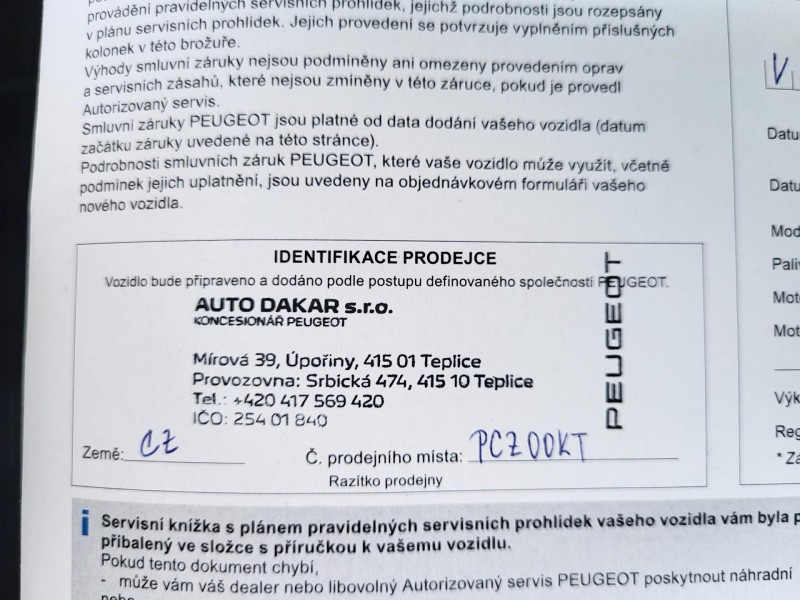 provádění pravidelných servisních prohlídek, jejichž podrobnosti jsou rozepsány
v plánu servisních prohlídek. Jejich provedení se potvrzuje vyplněním příslušných
kolonek v této brožuře.
Výhody smluvní záruky nejsou podmíněny ani omezeny provedením oprav
a servisních zásahů, které nejsou zmíněny v této záruce, pokud je provedl
Autorizovaný servis.
Smluvní záruky PEUGEOT jsou platné od data dodání vašeho vozidla (datum
začátku záruky uvedené na této stránce).
Podrobnosti smluvních záruk PEUGEOT, které vaše vozidlo může využít, včetně
podmínek jejich uplatnění, jsou uvedeny na objednávkovém formuláři vašeho
nového vozidla.
IDENTIFIKACE PRODEJCE
Vozidlo bude připraveno a dodáno podle postupu definovaného společností PEUGEOT.
AUTO DAKAR s.r.o.
KONCESIONÁŘ PEUGEOT
Mírová 39, Úpořiny, 415 01 Teplice
Provozovna: Srbická 474, 415 10 Teplice
Tel.: +420 417 569 420
IČO: 254 01 840
PEUGEOT
Země: CZ
Č. prodejního místa: PCZ00KT
Razítko prodejny
i Servisní knížka s plánem pravidelných servisních prohlídek vašeho vozidla vám byla
přibalený ve složce s příručkou k vašemu vozidlu.
Pokud tento dokument chybí,
- může vám váš dealer nebo libovolný Autorizovaný servis PEUGEOT poskytnout náhradní
V
Datu
Datu
Mod
Paliv
Moto
Mot
Výk
Reg
* Zá